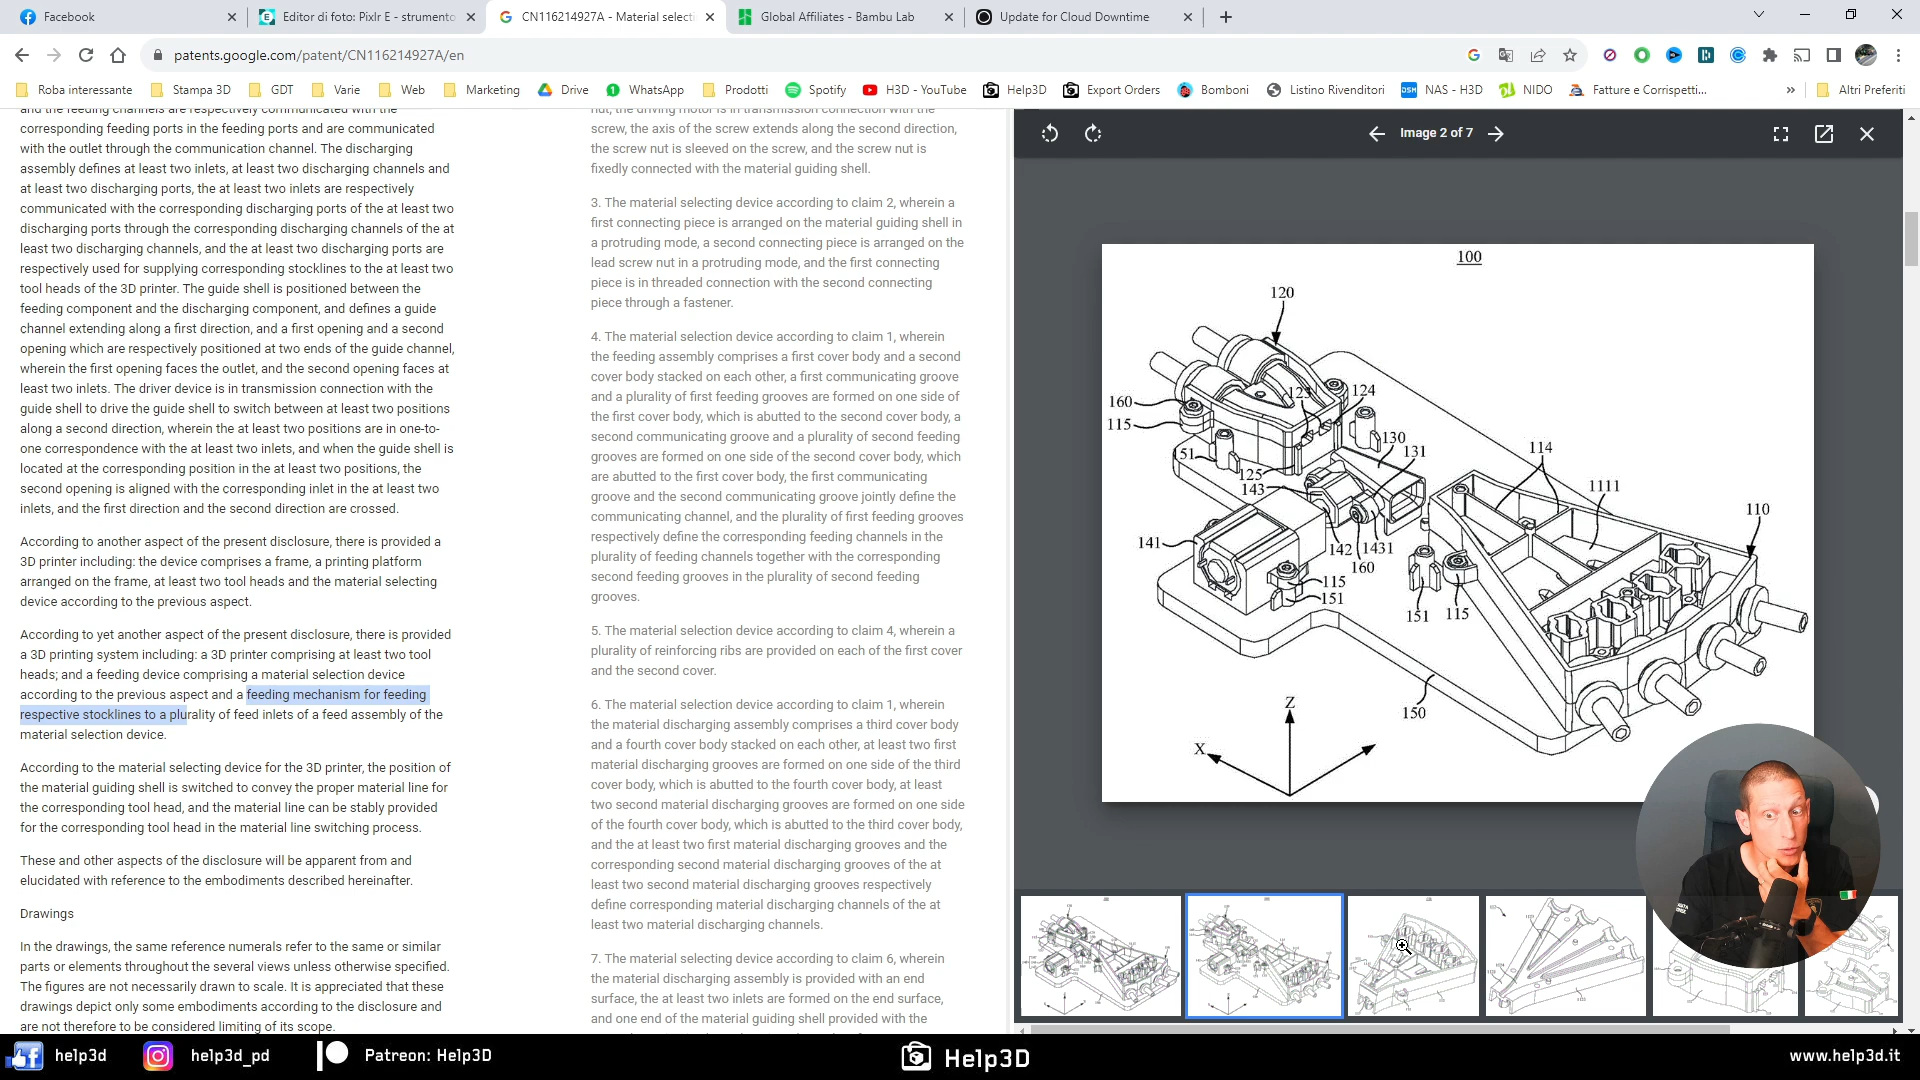 Facebook
Editor di foto: Pixlr E - strumento
CN116214927A - Material selecti
Global Affiliates - Bambu Lab
Update for Cloud Downtime
patents.google.com/patent/CN116214927A/en
Roba interessante
Stampa 3D
GDT
Varie
Web
Marketing
Drive
WhatsApp
Prodotti
Spotify
H3D - YouTube
Help3D
Export Orders
Bomboni
Listino Rivenditori
NAS - H3D
NIDO
Fatture e Corrispetti...
»
Altri Preferiti
and the feeding channels are respectively communicated with the
corresponding feeding ports in the feeding ports and are communicated
with the outlet through the communication channel. The discharging
assembly defines at least two inlets, at least two discharging channels and
at least two discharging ports, the at least two inlets are respectively
communicated with the corresponding discharging ports of the at least two
discharging ports through the corresponding discharging channels of the at
least two discharging channels, and the at least two discharging ports are
respectively used for supplying corresponding stocklines to the at least two
tool heads of the 3D printer. The guide shell is positioned between the
feeding component and the discharging component, and defines a guide
channel extending along a first direction, and a first opening and a second
opening which are respectively positioned at two ends of the guide channel,
wherein the first opening faces the outlet, and the second opening faces at
least two inlets. The driver device is in transmission connection with the
guide shell to drive the guide shell to switch between at least two positions
along a second direction, wherein the at least two positions are in one-to-
one correspondence with the at least two inlets, and when the guide shell is
located at the corresponding position in the at least two positions, the
second opening is aligned with the corresponding inlet in the at least two
inlets, and the first direction and the second direction are crossed.
According to another aspect of the present disclosure, there is provided a
3D printer including: the device comprises a frame, a printing platform
arranged on the frame, at least two tool heads and the material selecting
device according to the previous aspect.
According to yet another aspect of the present disclosure, there is provided
a 3D printing system including: a 3D printer comprising at least two tool
heads; and a feeding device comprising a material selection device
according to the previous aspect and a feeding mechanism for feeding
respective stocklines to a plurality of feed inlets of a feed assembly of the
material selection device.
According to the material selecting device for the 3D printer, the position of
the material guiding shell is switched to convey the proper material line for
the corresponding tool head, and the material line can be stably provided
for the corresponding tool head in the material line switching process.
These and other aspects of the disclosure will be apparent from and
elucidated with reference to the embodiments described hereinafter.
Drawings
In the drawings, the same reference numerals refer to the same or similar
parts or elements throughout the several views unless otherwise specified.
The figures are not necessarily drawn to scale. It is appreciated that these
drawings depict only some embodiments according to the disclosure and
are not therefore to be considered limiting of its scope.
nut, the driving motor is in transmission connection with the
screw, the axis of the screw extends along the second direction,
the screw nut is sleeved on the screw, and the screw nut is
fixedly connected with the material guiding shell.
3. The material selecting device according to claim 2, wherein a
first connecting piece is arranged on the material guiding shell in
a protruding mode, a second connecting piece is arranged on the
lead screw nut in a protruding mode, and the first connecting
piece is in threaded connection with the second connecting
piece through a fastener.
4. The material selection device according to claim 1, wherein
the feeding assembly comprises a first cover body and a second
cover body stacked on each other, a first communicating groove
and a plurality of first feeding grooves are formed on one side of
the first cover body, which is abutted to the second cover body, a
second communicating groove and a plurality of second feeding
grooves are formed on one side of the second cover body, which
are abutted to the first cover body, the first communicating
groove and the second communicating groove jointly define the
communicating channel, and the plurality of first feeding grooves
respectively define the corresponding feeding channels in the
plurality of feeding channels together with the corresponding
second feeding grooves in the plurality of second feeding
grooves.
5. The material selection device according to claim 4, wherein a
plurality of reinforcing ribs are provided on each of the first cover
and the second cover.
6. The material selection device according to claim 1, wherein
the material discharging assembly comprises a third cover body
and a fourth cover body stacked on each other, at least two first
material discharging grooves are formed on one side of the third
cover body, which is abutted to the fourth cover body, at least
two second material discharging grooves are formed on one side
of the fourth cover body, which is abutted to the third cover body,
and the at least two first material discharging grooves and the
corresponding second material discharging grooves of the at
least two second material discharging grooves respectively
define corresponding material discharging channels of the at
least two material discharging channels.
7. The material selecting device according to claim 6, wherein
the material discharging assembly is provided with an end
surface, the at least two inlets are formed on the end surface,
and one end of the material guiding shell provided with the
Image 2 of 7
100
120
124
160
115
130
131
51
125
143
114
1111
110
141
142
1431
160
115
151
151
115
150
Z
X
help3d
help3d_pd
Patreon: Help3D
Help3D
www.help3d.it